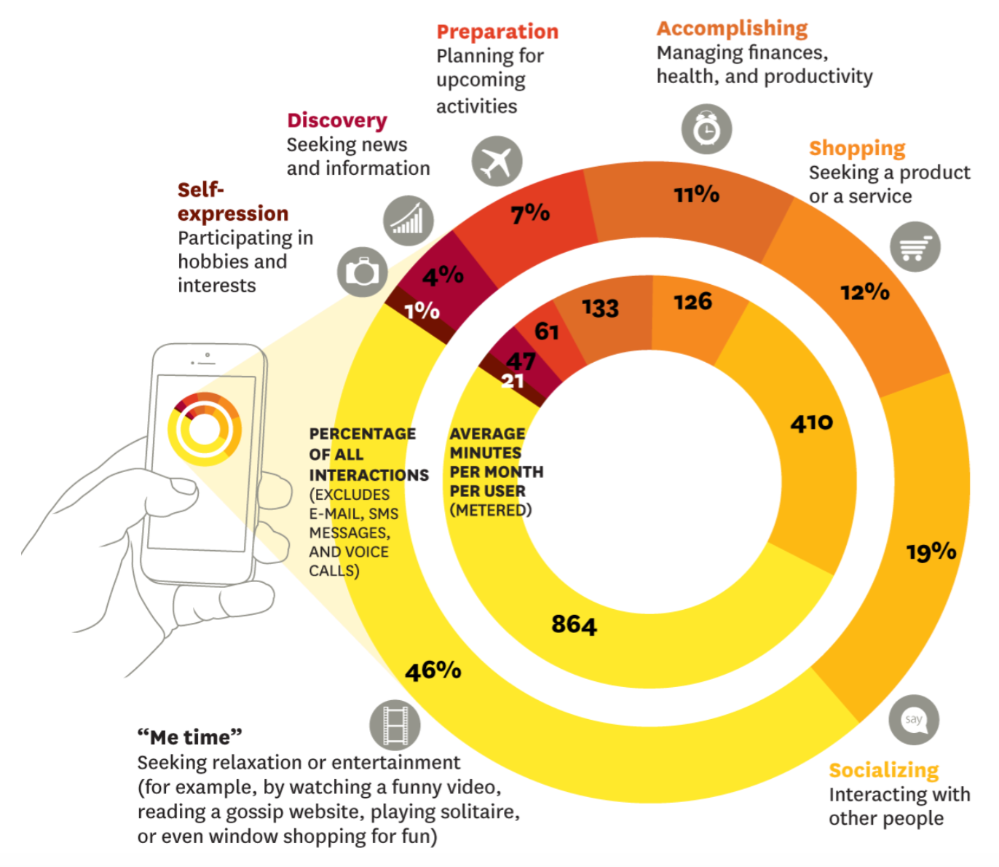 Preparation
Planning for
upcoming
activities
Accomplishing
Managing finances,
health, and productivity
Discovery
Seeking news
and information
Shopping
Seeking a product
or a service
Self-
expression
Participating in
hobbies and
interests
7%
11%
4%
1%
12%
133
126
61
47
21
410
PERCENTAGE
OF ALL
INTERACTIONS
(EXCLUDES
E-MAIL, SMS
MESSAGES,
AND VOICE
CALLS)
AVERAGE
MINUTES
PER MONTH
PER USER
(METERED)
19%
864
46%
"Me time"
Seeking relaxation or entertainment
(for example, by watching a funny video,
reading a gossip website, playing solitaire,
or even window shopping for fun)
say
Socializing
Interacting with
other people